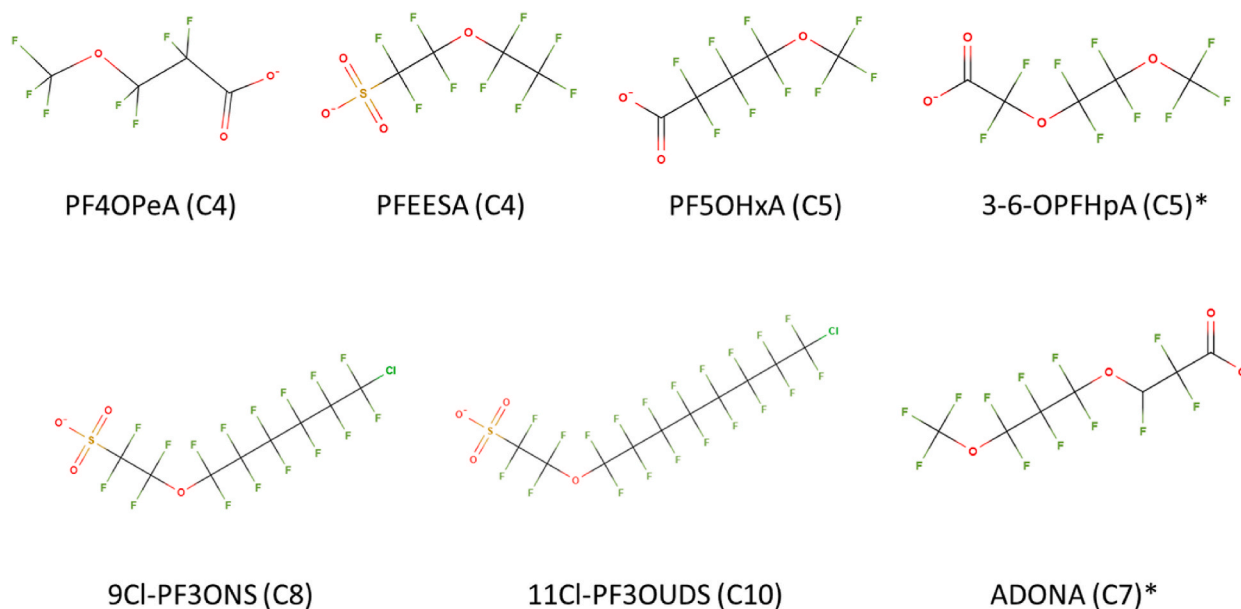 PF4OPeA (C4)
PFEESA (C4)
PF5OHxA (C5)
3-6-OPFHpA (C5)*
9Cl-PF3ONS (C8)
11Cl-PF3OUDS (C10)
ADONA (C7)*